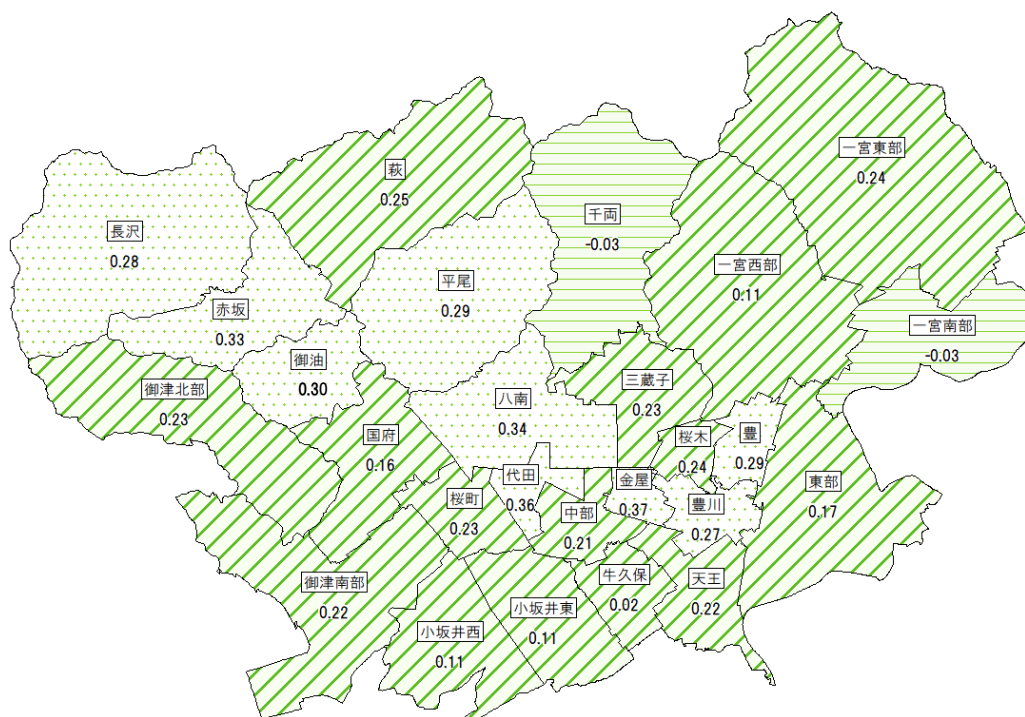 一宮東部
0.24
萩
0.25
千両
-0.03
長沢
0.28
一宮西部
0.11
平尾
0.29
赤坂
0.33
一宮南部
-0.03
御油
0.30
三蔵子
0.23
御津北部
0.23
八南
0.34
国府
0.16
桜木
0.24
豊
0.29
代田
0.36
金屋
0.37
東部
0.17
桜町
0.23
中部
0.21
豊川
0.27
御津南部
0.22
牛久保
0.02
天王
0.22
小坂井東
0.11
小坂井西
0.11